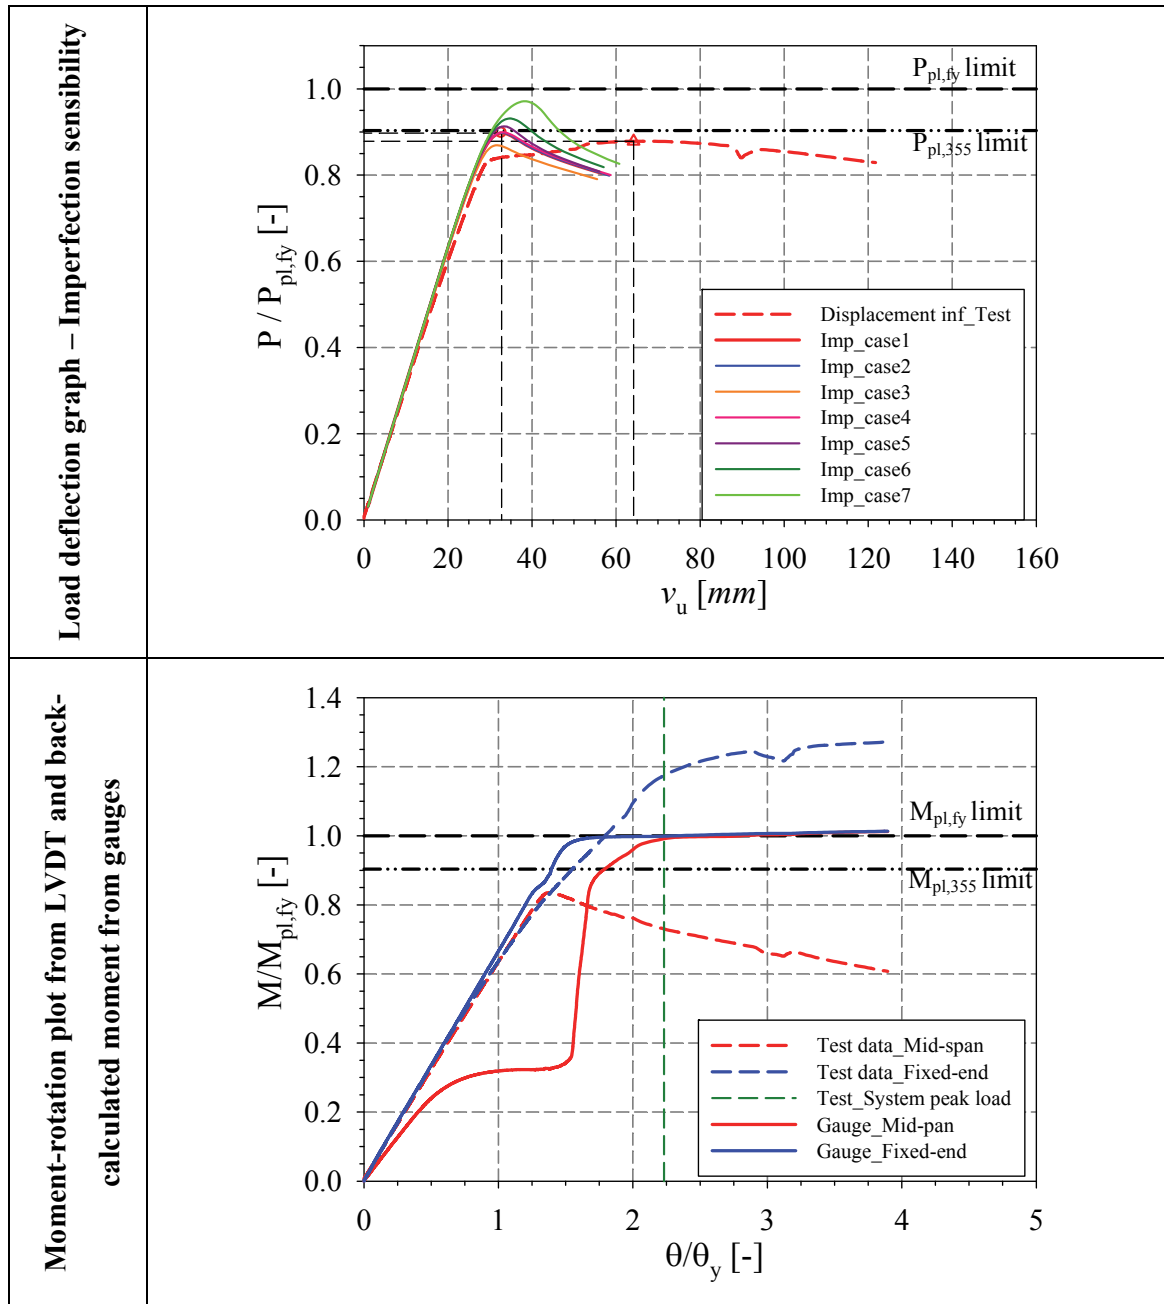 Load deflection graph – Imperfection sensibility
P / Ppl,fy [-]
1.0
0.8
0.6
0.4
0.2
0.0
Ppl,fy limit
Ppl,355 limit
Displacement inf_Test
Imp_case1
Imp_case2
Imp_case3
Imp_case4
Imp_case5
Imp_case6
Imp_case7
0 20 40 60 80 100 120 140 160
vu [mm]
Moment-rotation plot from LVDT and back-
calculated moment from gauges
M/Mpl,fy [-]
1.4
1.2
1.0
0.8
0.6
0.4
0.2
0.0
Mpl,fy limit
Mpl,355 limit
Test data_Mid-span
Test data_Fixed-end
Test_System peak load
Gauge_Mid-pan
Gauge_Fixed-end
0 1 2 3 4 5
θ/θy [-]